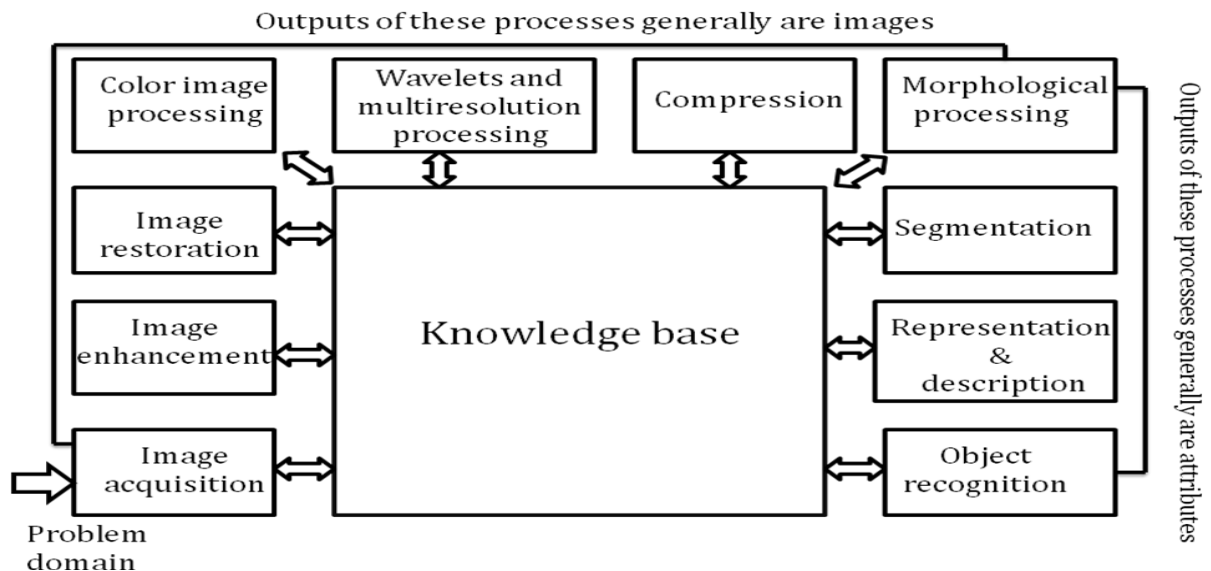 Outputs of these processes generally are images
Color image
processing
Wavelets and
multiresolution
processing
Compression
Morphological
processing
Outputs of these processes generally are attributes
Image
restoration
Segmentation
Image
enhancement
Knowledge base
Representation
&
description
Image
acquisition
Object
recognition
Problem
domain